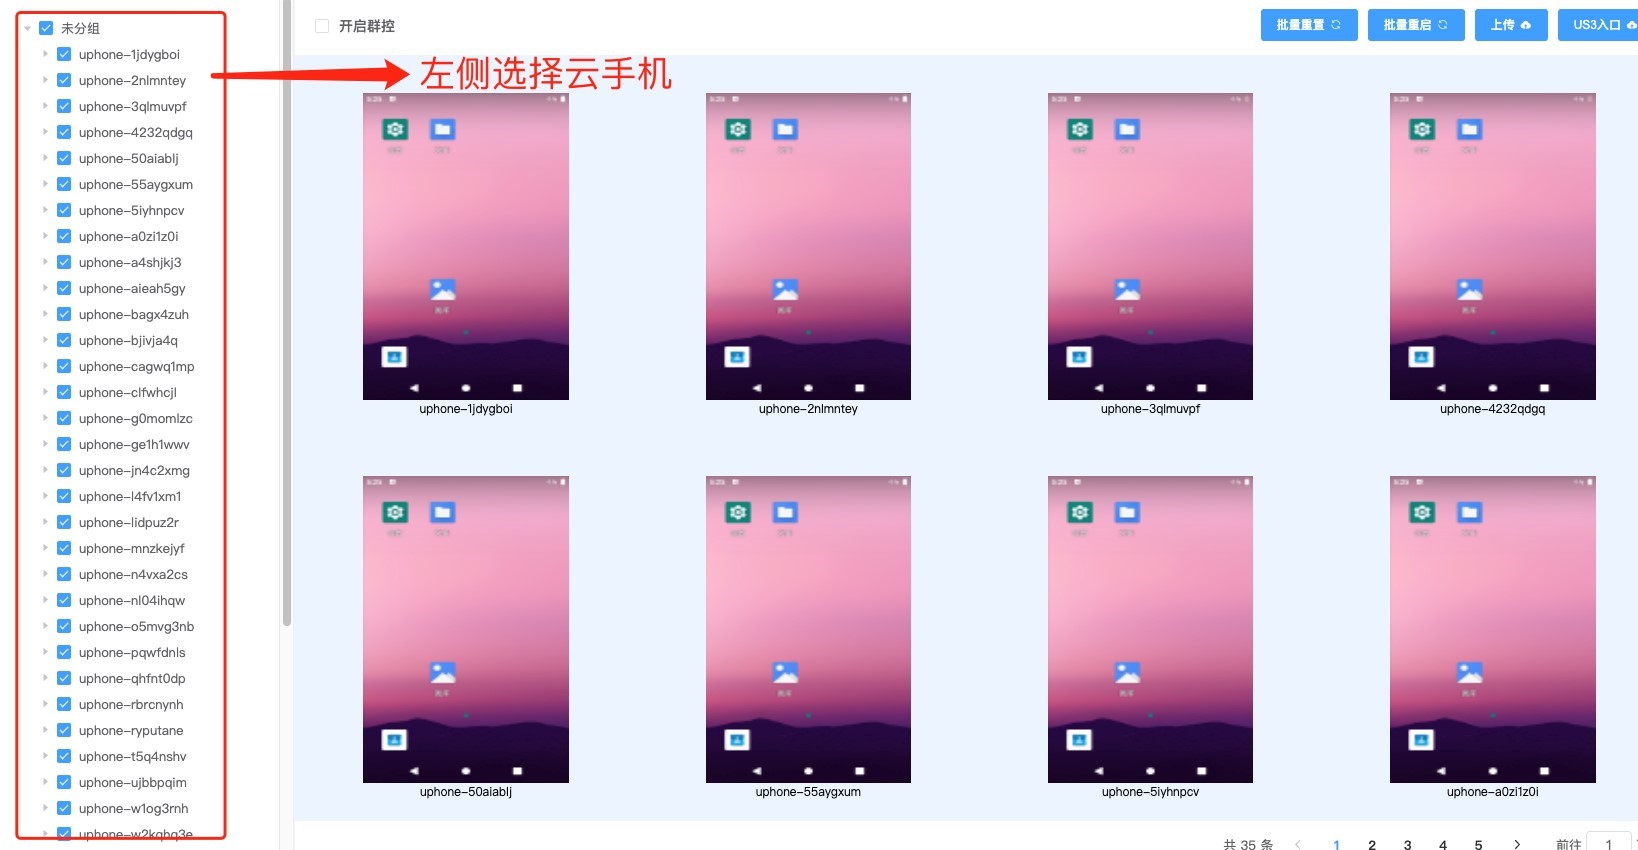 未分组
uphone-1jdygboi
uphone-2nlmntey
uphone-3qlmuvpf
uphone-4232qdgq
uphone-50aiablj
uphone-55aygxum
uphone-5iyhnpcv
uphone-a0zi1z0i
uphone-a4shjkj3
uphone-aieah5gy
uphone-bagx4zuh
uphone-bjivja4q
uphone-cagwq1mp
uphone-clfwhcjl
uphone-g0momlzc
uphone-ge1h1wwv
uphone-jn4c2xmg
uphone-l4fv1xm1
uphone-lidpuz2r
uphone-mnzkejyf
uphone-n4vxa2cs
uphone-nl04ihqw
uphone-o5mvg3nb
uphone-pqwfdnls
uphone-qhfnt0dp
uphone-rbrcnynh
uphone-ryputane
uphone-t5q4nshv
uphone-ujbbpqim
uphone-w1og3rnh
uphone-w2kghg3e
开启群控
批量重置
批量重启
上传
US3入口
左侧选择云手机
uphone-1jdygboi
uphone-2nlmntey
uphone-3qlmuvpf
uphone-4232qdgq
uphone-50aiablj
uphone-55aygxum
uphone-5iyhnpcv
uphone-a0zi1z0i
共 35 条 1 2 3 4 5 前往 1